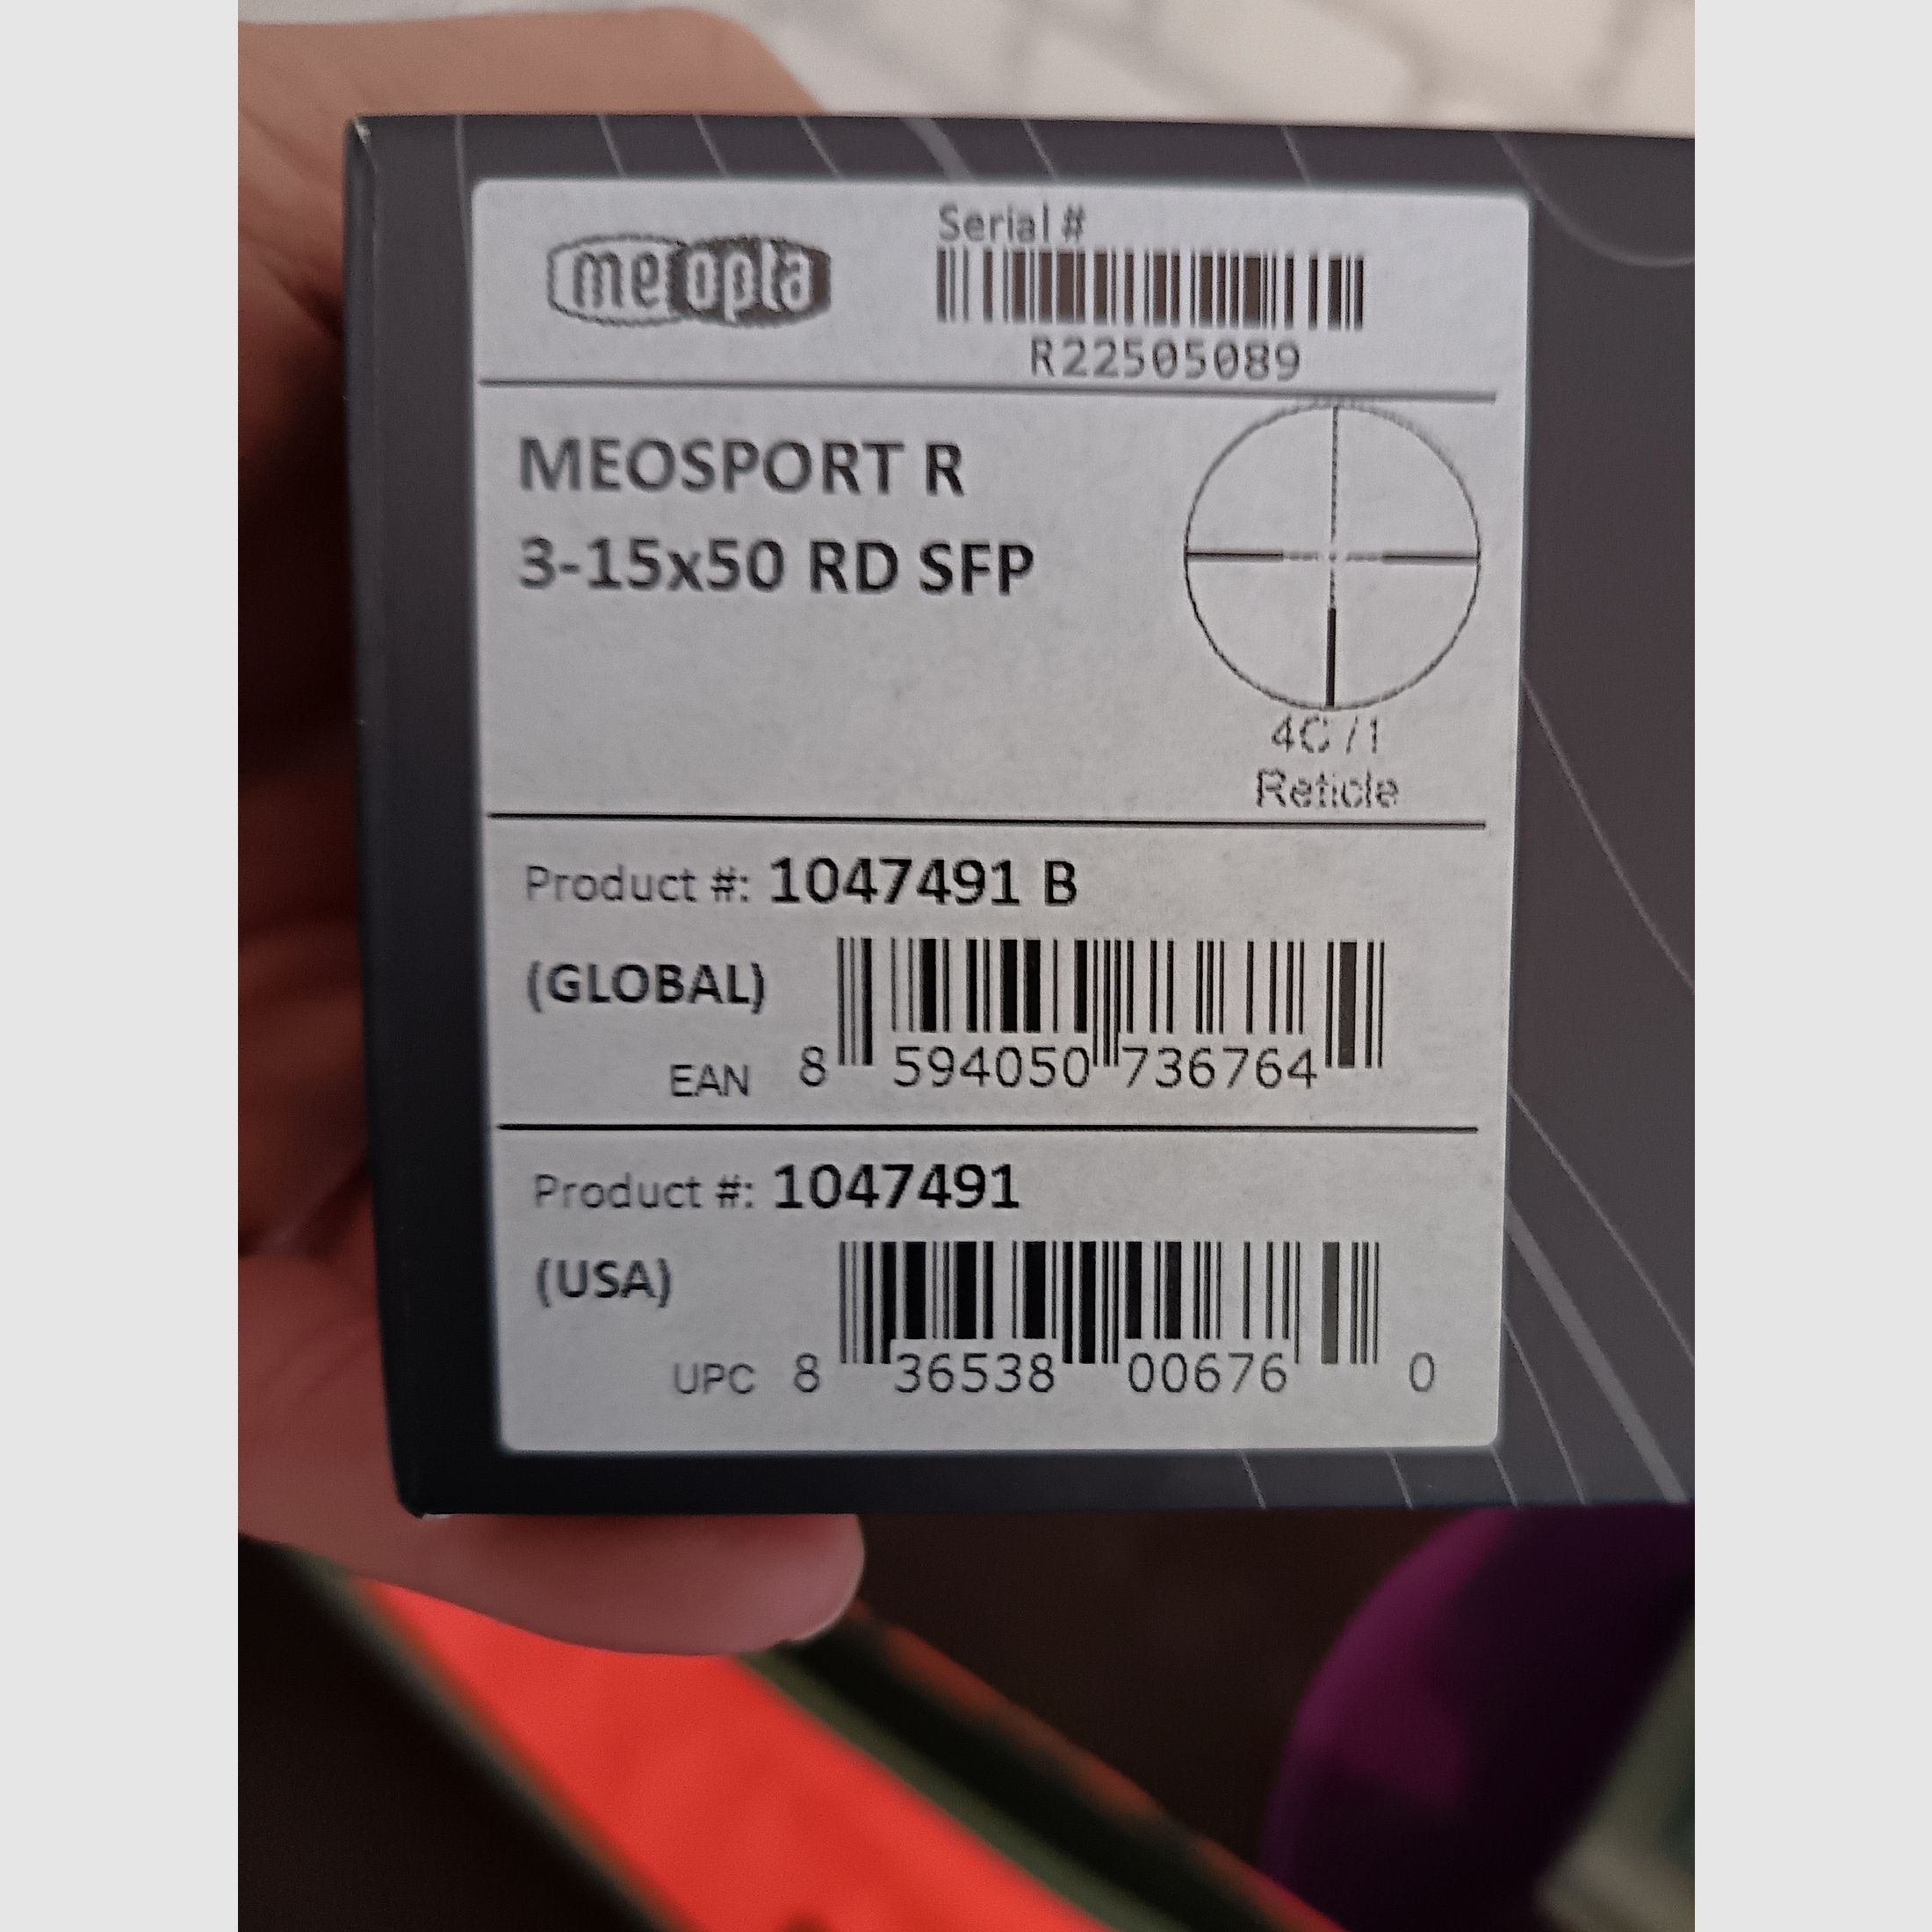 meopta
Serial #
R22505089
MEOSPORT R
3-15x50 RD SFP
4C /1
Reticle
Product #: 1047491 B
(GLOBAL)
EAN 8 594050 736764
Product #: 1047491
(USA)
UPC 8 36538 00676 0